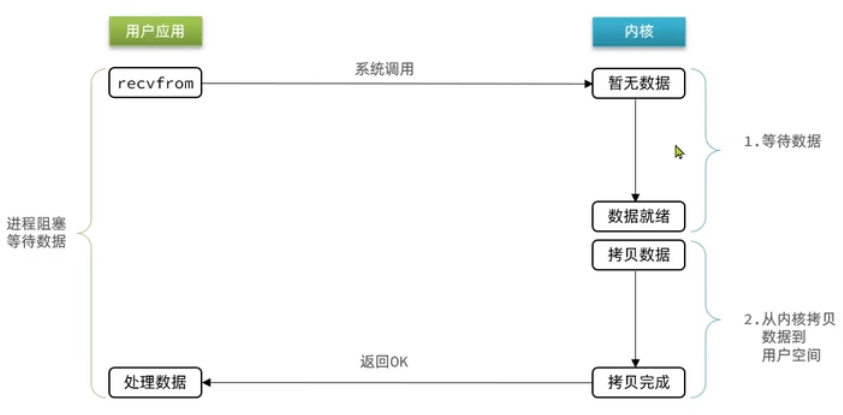 用户应用
内核
recvfrom
系统调用
暂无数据
1.等待数据
进程阻塞
等待数据
数据就绪
拷贝数据
2.从内核拷贝
数据到
用户空间
返回OK
处理数据
拷贝完成